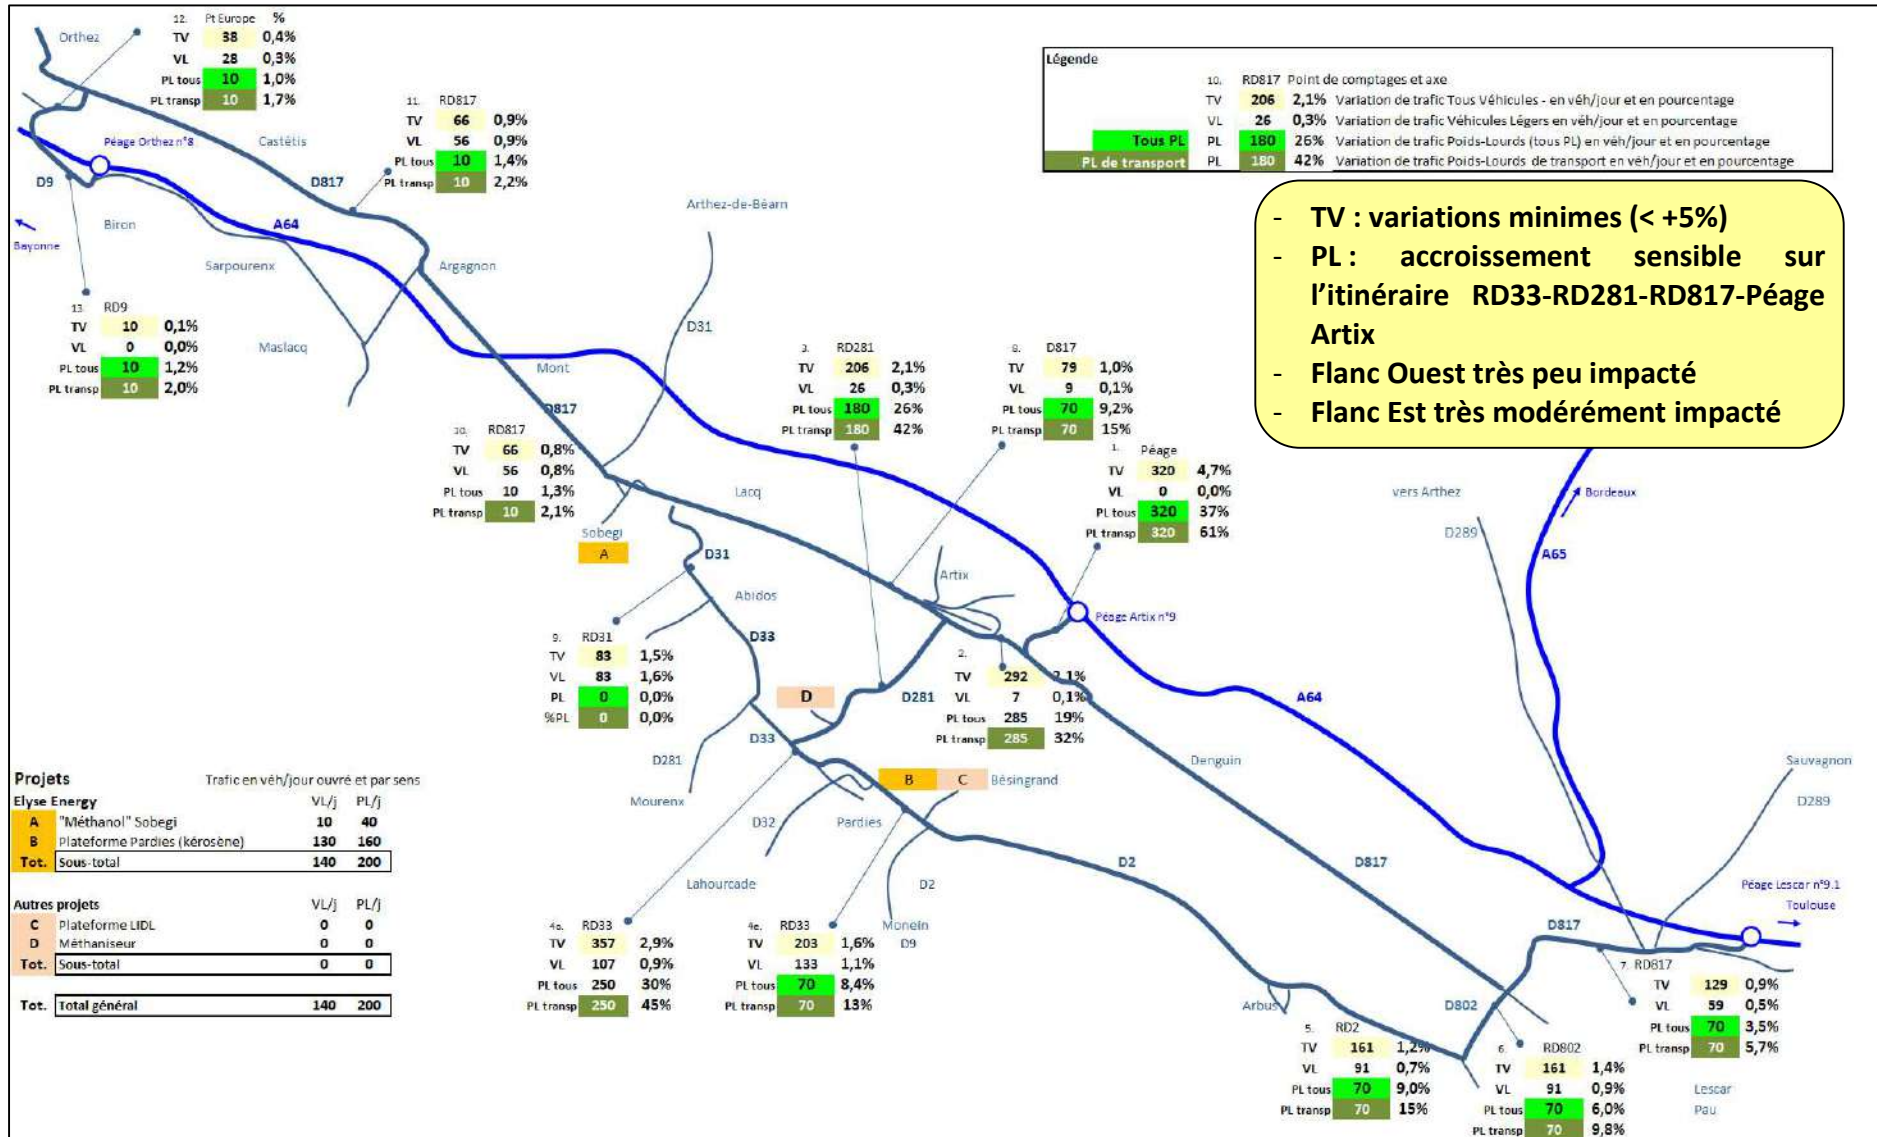 12. Pt Europe %
TV 38 0,4%
VL 28 0,3%
PL tous 10 1,0%
PL transp 10 1,7%
Orthez
11. RD817
TV 66 0,9%
VL 56 0,9%
PL tous 10 1,4%
PL transp 10 2,2%
Péage Orthez n°8
Castétis
D9
D817
Bayonne
Biron
A64
Sarpourenx
Argagnon
Arthez-de-Béarn
Légende
10. RD817 Point de comptages et axe
TV 206 2,1% Variation de trafic Tous Véhicules - en véh/jour et en pourcentage
VL 26 0,3% Variation de trafic Véhicules Légers en véh/jour et en pourcentage
Tous PL PL 180 26% Variation de trafic Poids-Lourds (tous PL) en véh/jour et en pourcentage
PL de transport PL 180 42% Variation de trafic Poids-Lourds de transport en véh/jour et en pourcentage
- TV : variations minimes (< +5%)
- PL : accroissement sensible sur
l'itinéraire RD33-RD281-RD817-Péage
Artix
- Flanc Ouest très peu impacté
- Flanc Est très modérément impacté
13. RD9
TV 10 0,1%
VL 0 0,0%
PL tous 10 1,2%
PL transp 10 2,0%
Maslacq
D31
Mont
D817
3. RD281
TV 206 2,1%
VL 26 0,3%
PL tous 180 26%
PL transp 180 42%
D817
TV 79 1,0%
VL 9 0,1%
PL tous 70 9,2%
PL transp 70 15%
10. RD817
TV 66 0,8%
VL 56 0,8%
PL tous 10 1,3%
PL transp 10 2,1%
1. Péage
TV 320 4,7%
VL 0 0,0%
PL tous 320 37%
PL transp 320 61%
Lacq
Sobegi
A
D31
Abidos
D33
Artix
Péage Artix n°9
vers Arthez
D289
Bordeaux
A65
9. RD31
TV 83 1,5%
VL 83 1,6%
PL 0 0,0%
%PL 0 0,0%
D
D281
2.
TV 292 2,1%
VL 7 0,1%
PL tous 285 19%
PL transp 285 32%
A64
D33
D281
Mourenx
B C Bésingrand
Denguin
Sauvagnon
D289
D32
Pardies
Lahourcade
D2
Monein
D9
D2
D817
Projets Trafic en véh/jour ouvré et par sens
Elyse Energy VL/j PL/j
A "Méthanol" Sobegi 10 40
B Plateforme Pardies (kérosène) 130 160
Tot. Sous-total 140 200
Autres projets VL/j PL/j
C Plateforme LIDL 0 0
D Méthaniseur 0 0
Tot. Sous-total 0 0
Tot. Total général 140 200
4a. RD33
TV 357 2,9%
VL 107 0,9%
PL tous 250 30%
PL transp 250 45%
4e. RD33
TV 203 1,6%
VL 133 1,1%
PL tous 70 8,4%
PL transp 70 13%
Péage Lescar n°9.1
Toulouse
D817
D802
Arbus
7. RD817
TV 129 0,9%
VL 59 0,5%
PL tous 70 3,5%
PL transp 70 5,7%
5. RD2
TV 161 1,2%
VL 91 0,7%
PL tous 70 9,0%
PL transp 70 15%
6. RD802
TV 161 1,4%
VL 91 0,9%
PL tous 70 6,0%
PL transp 70 9,8%
Lescar
Pau